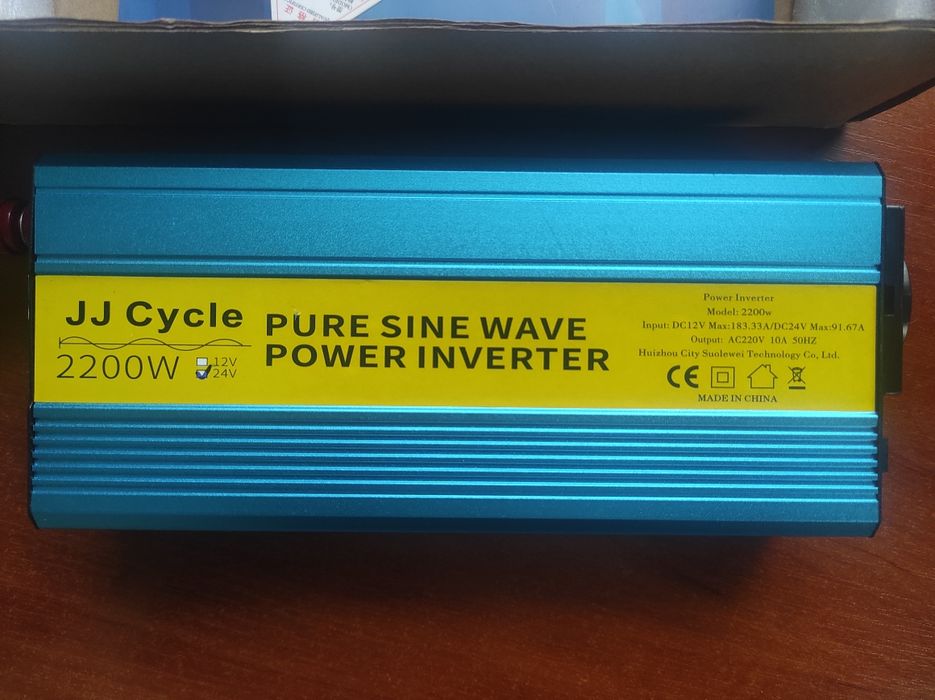 JJ Cycle
2200W
12V
24V
PURE SINE WAVE
POWER INVERTER
Power Inverter
Model: 2200w
Input: DC12V Max:183.33A/DC24V Max:91.67A
Output: AC220V 10A 50HZ
Huizhou City Suolewei Technology Co, Ltd.
CE
MADE IN CHINA